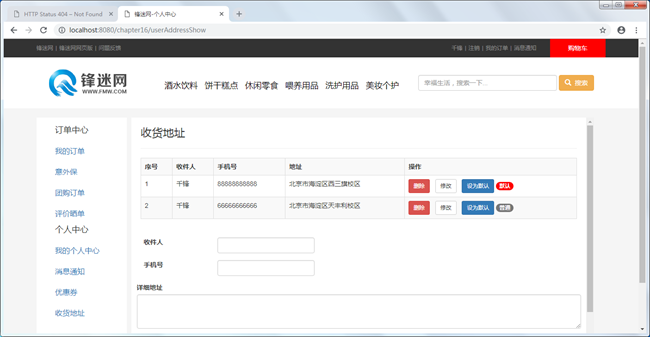 HTTP Status 404 – Not Found
锋迷网-个人中心
localhost:8080/chapter16/userAddressShow
锋迷网 | 锋迷网网页版 | 问题反馈
千锋 | 注销 | 我的订单 | 消息通知
购物车
锋迷网
WWW.FMW.COM
酒水饮料 饼干糕点 休闲零食 喂养用品 洗护用品 美妆个护
幸福生活，搜索一下...
搜索
订单中心
我的订单
意外保
团购订单
评价晒单
个人中心
我的个人中心
消息通知
优惠券
收货地址
收货地址
序号 收件人 手机号 地址 操作
1 千锋 88888888888 北京市海淀区西三旗校区 删除 修改 设为默认 默认
2 千锋 66666666666 北京市海淀区天丰利校区 删除 修改 设为默认 普通
收件人
手机号
详细地址